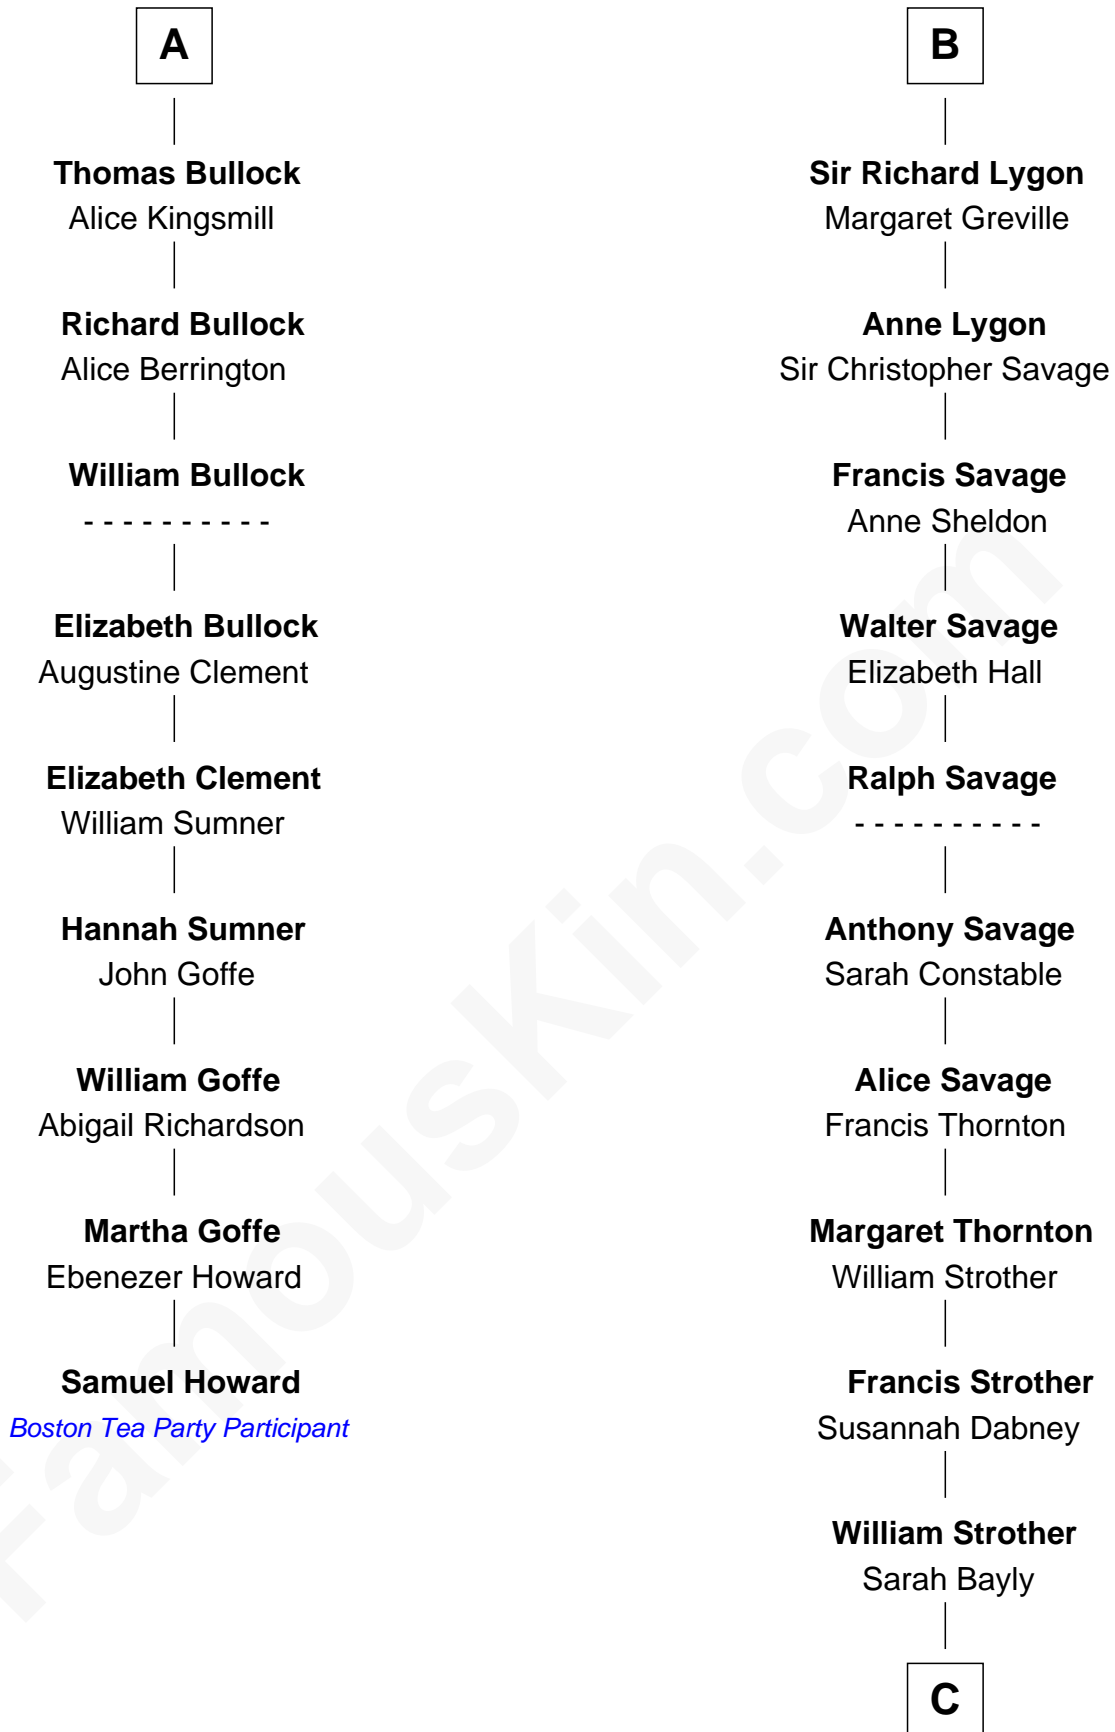 A
Thomas Bullock
Alice Kingsmill
Richard Bullock
Alice Berrington
William Bullock
- - - - - - - - - -
Elizabeth Bullock
Augustine Clement
Elizabeth Clement
William Sumner
Hannah Sumner
John Goffe
William Goffe
Abigail Richardson
Martha Goffe
Ebenezer Howard
Samuel Howard
Boston Tea Party Participant
B
Sir Richard Lygon
Margaret Greville
Anne Lygon
Sir Christopher Savage
Francis Savage
Anne Sheldon
Walter Savage
Elizabeth Hall
Ralph Savage
- - - - - - - - - -
Anthony Savage
Sarah Constable
Alice Savage
Francis Thornton
Margaret Thornton
William Strother
Francis Strother
Susannah Dabney
William Strother
Sarah Bayly
C
FamousKin.com